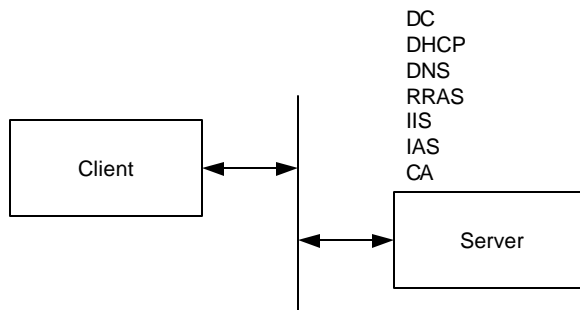 DC
DHCP
DNS
RRAS
IIS
IAS
CA
Client
Server